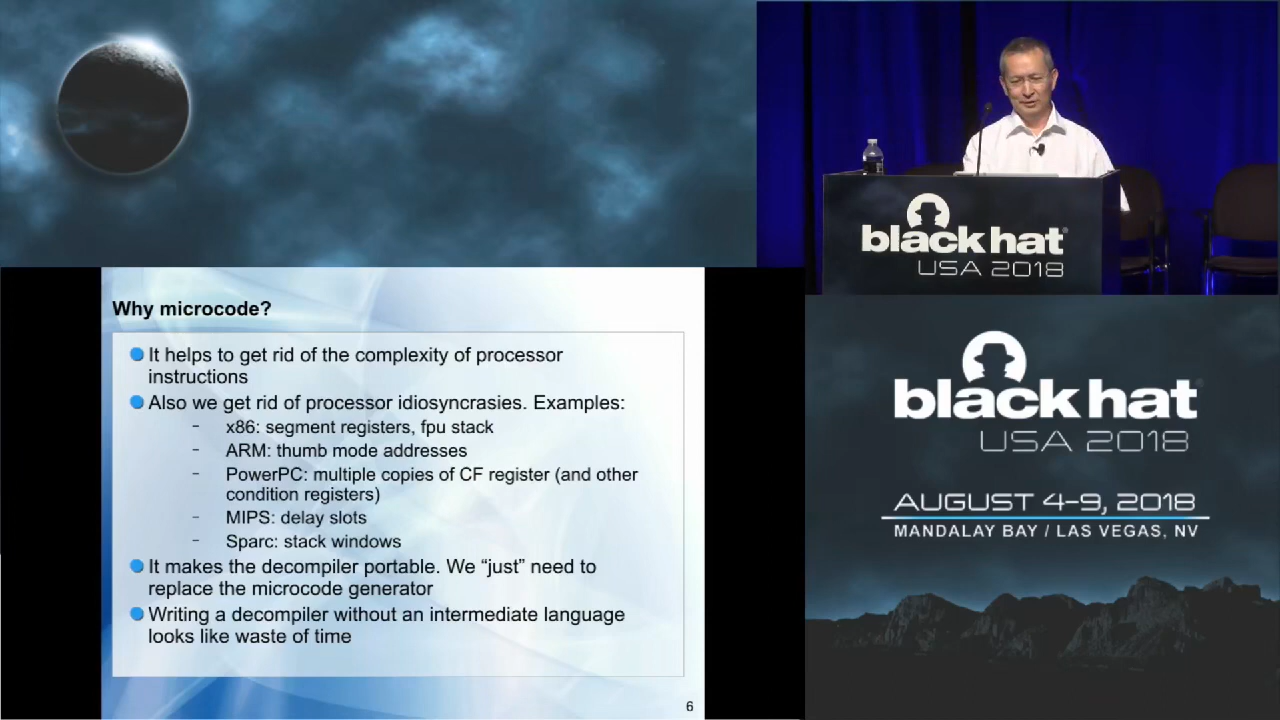 black hat
USA 2018
Why microcode?
It helps to get rid of the complexity of processor
instructions
Also we get rid of processor idiosyncrasies. Examples:
- x86: segment registers, fpu stack
- ARM: thumb mode addresses
- PowerPC: multiple copies of CF register (and other
condition registers)
- MIPS: delay slots
- Sparc: stack windows
It makes the decompiler portable. We “just” need to
replace the microcode generator
Writing a decompiler without an intermediate language
looks like waste of time
6
black hat
USA 2018
AUGUST 4-9, 2018
MANDALAY BAY / LAS VEGAS, NV